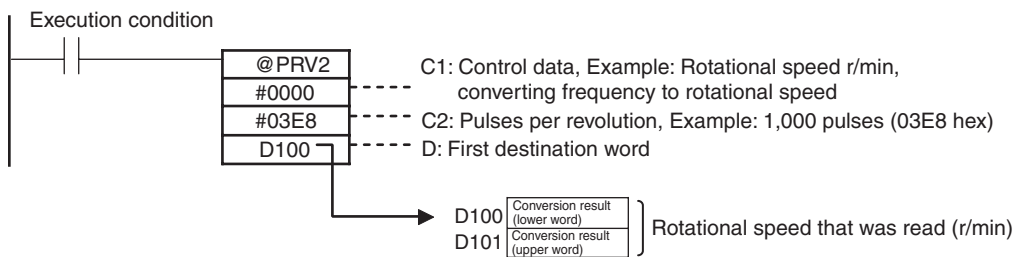 Execution condition
@PRV2
#0000
#03E8
D100
C1: Control data, Example: Rotational speed r/min,
converting frequency to rotational speed
C2: Pulses per revolution, Example: 1,000 pulses (03E8 hex)
D: First destination word
D100
Conversion result
(lower word)
D101
Conversion result
(upper word)
Rotational speed that was read (r/min)